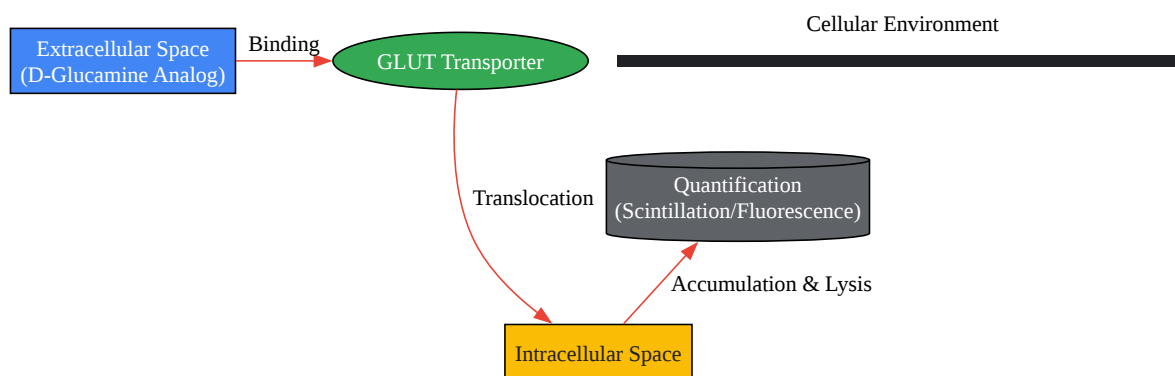 Cellular Environment
Extracellular Space
(D-Glucamine Analog)
Binding
GLUT Transporter
Translocation
Quantification
(Scintillation/Fluorescence)
Accumulation & Lysis
Intracellular Space